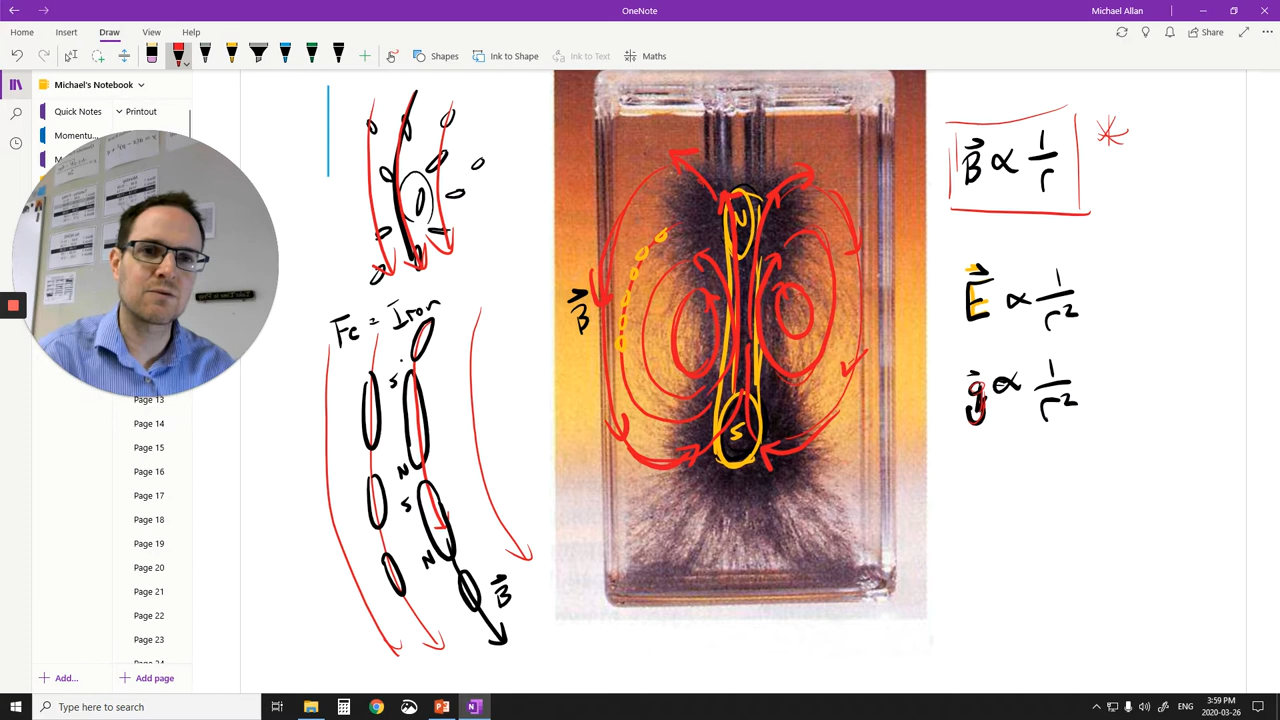 OneNote
Michael Allan
Home Insert Draw View Help
Share
Shapes
Ink to Shape
Ink to Text
Maths
Michael's Notebook
Quick Notes
Printout
Momentu...
Page 13
Page 14
Page 15
Page 16
Page 17
Page 18
Page 19
Page 20
Page 21
Page 22
Page 23
Page 24
Add...
Add page
Fe = Iron
S
N
S
N
B
B
N
S
B ∝ 1/r
*
E ∝ 1/r²
g ∝ 1/r²
Type here to search
ENG
3:59 PM
2020-03-26